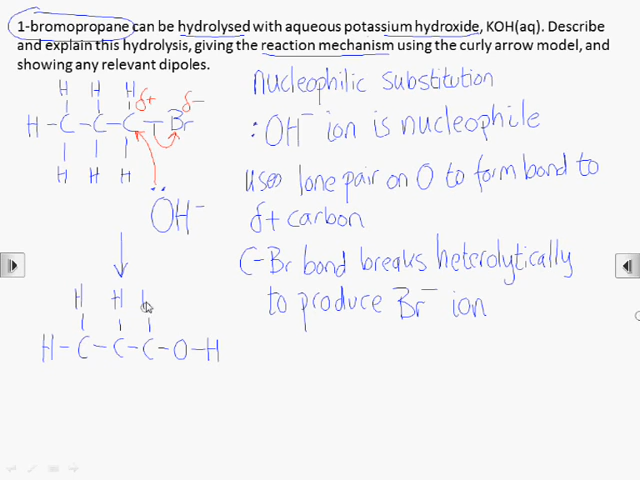 1-bromopropane can be hydrolysed with aqueous potassium hydroxide, KOH(aq). Describe
and explain this hydrolysis, giving the reaction mechanism using the curly arrow model, and
showing any relevant dipoles.
nucleophilic substitution
:OH⁻ ion is nucleophile
uses lone pair on O to form bond to
δ+ carbon
C-Br bond breaks heterolytically
to produce Br⁻ ion
H H H δ+ δ-
H-C-C-C-Br
H H H
OH⁻
H H
H-C-C-C-O-H